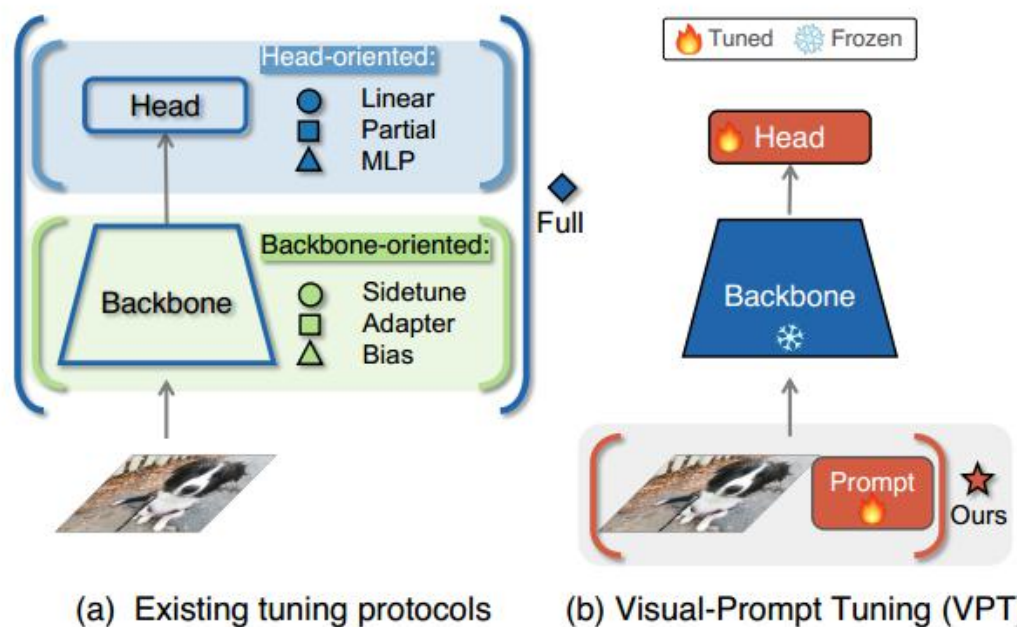 Head-oriented:
Head
Linear
Partial
MLP
Full
Backbone-oriented:
Backbone
Sidetune
Adapter
Bias
(a) Existing tuning protocols
Tuned Frozen
Head
Backbone
Prompt
Ours
(b) Visual-Prompt Tuning (VPT